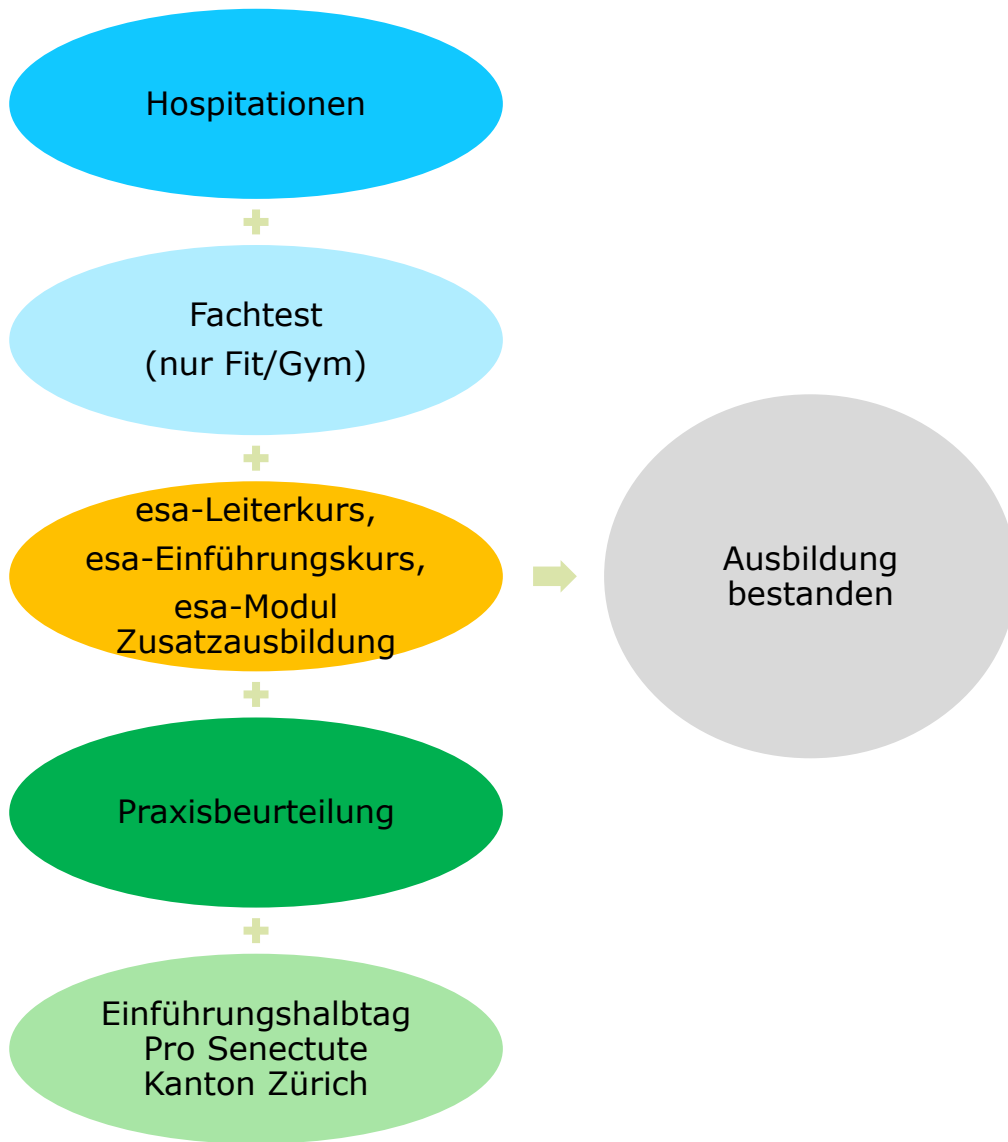 Hospitationen
Fachtest
(nur Fit/Gym)
esa-Leiterkurs,
esa-Einführungskurs,
esa-Modul
Zusatzausbildung
Praxisbeurteilung
Einführungshalbtag
Pro Senectute
Kanton Zürich
Ausbildung
bestanden